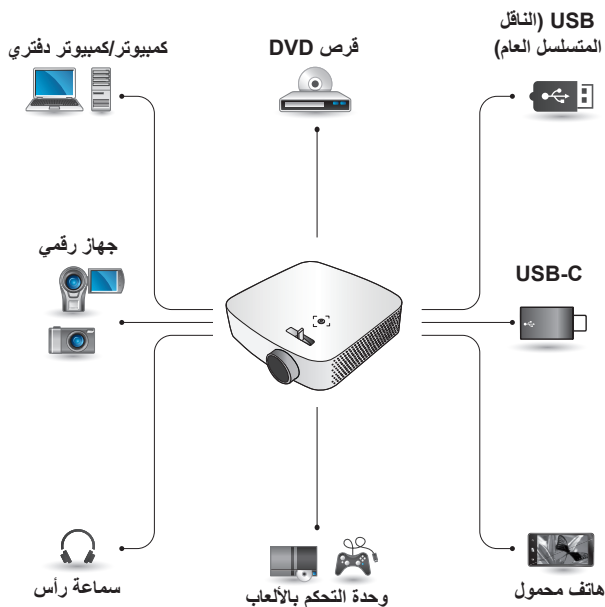 USB (الناقل
المتسلسل العام)
قرص DVD
كمبيوتر/كمبيوتر دفتري
جهاز رقمي
USB-C
سماعة رأس
وحدة التحكم بالألعاب
هاتف محمول